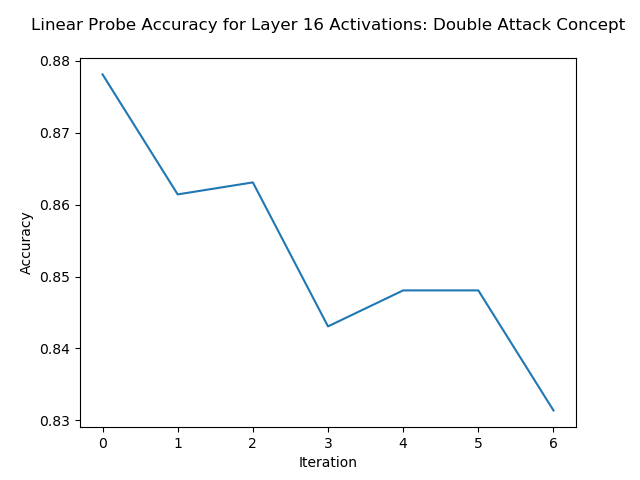 Linear Probe Accuracy for Layer 16 Activations: Double Attack Concept
0.88
0.87
0.86
0.85
0.84
0.83
Accuracy
0 1 2 3 4 5 6
Iteration